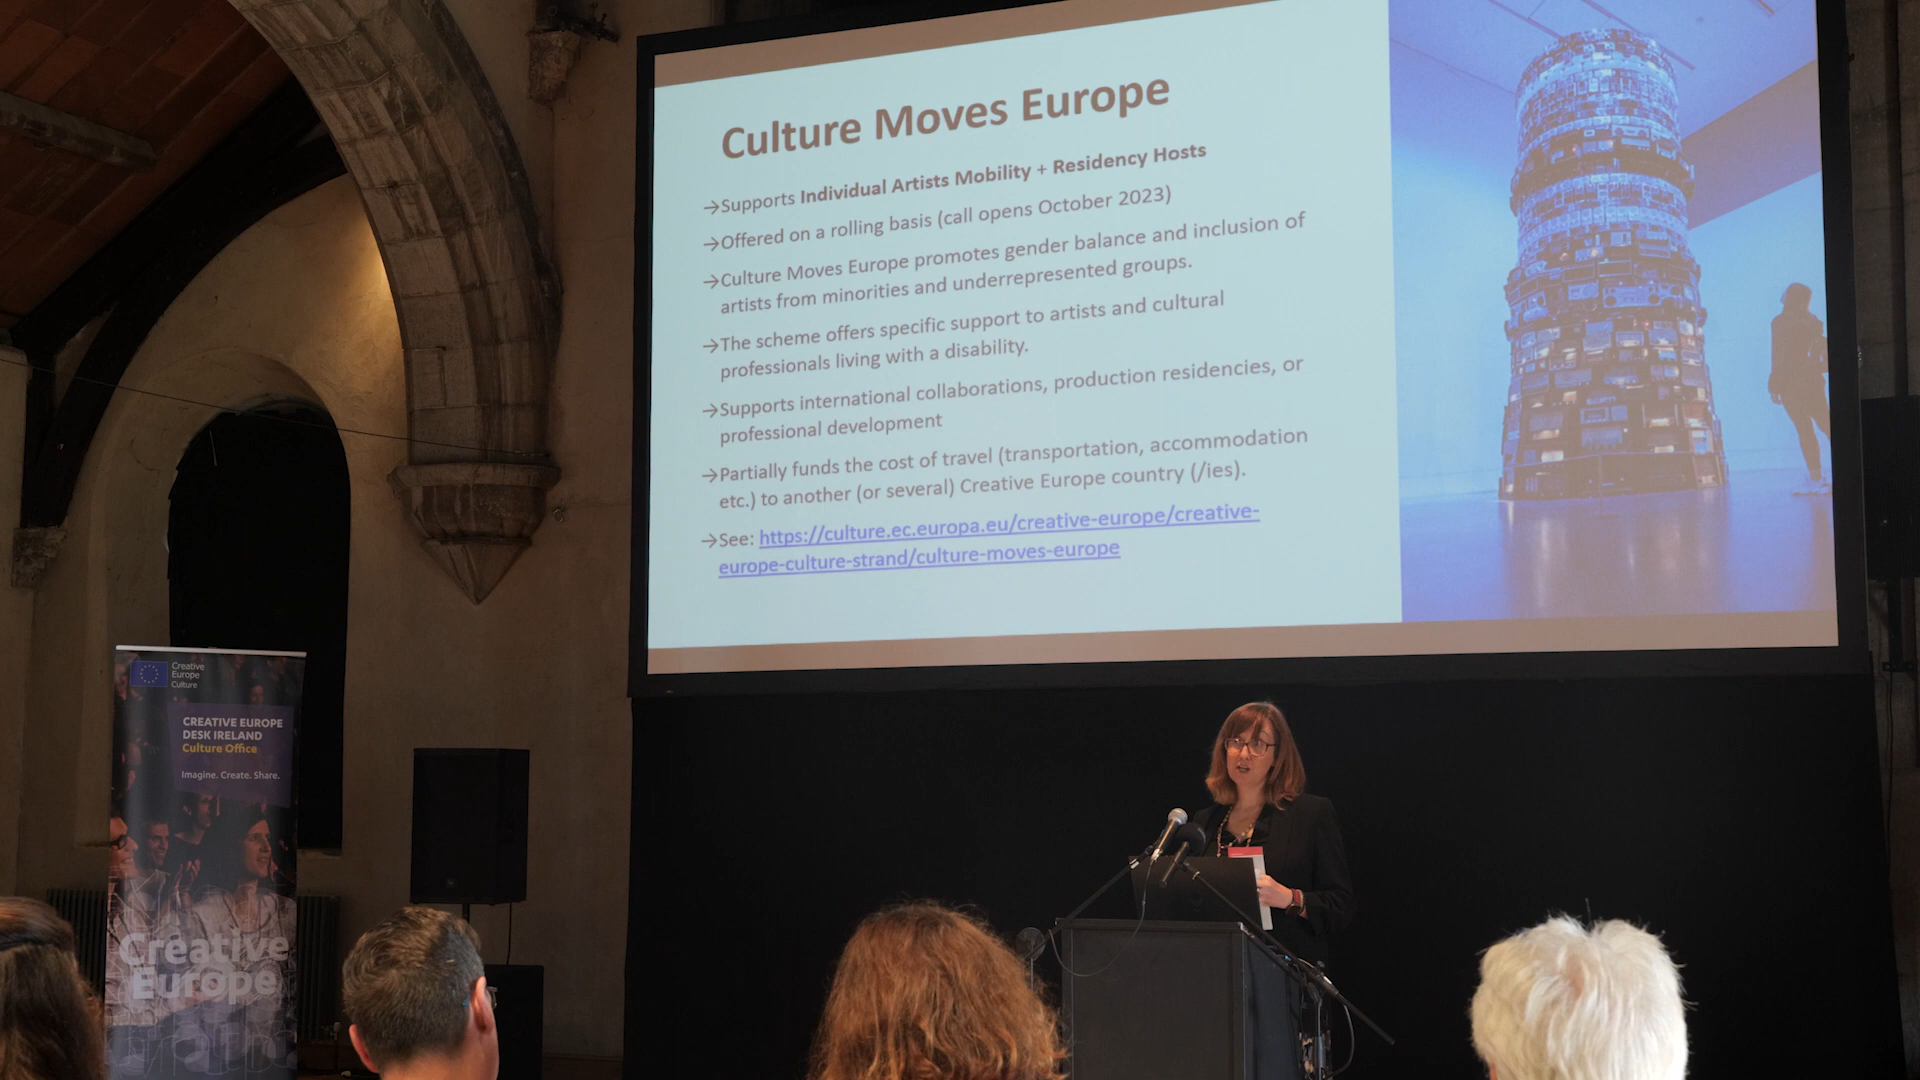 Culture Moves Europe
→Supports Individual Artists Mobility + Residency Hosts
→Offered on a rolling basis (call opens October 2023)
→Culture Moves Europe promotes gender balance and inclusion of
artists from minorities and underrepresented groups.
→The scheme offers specific support to artists and cultural
professionals living with a disability.
→Supports international collaborations, production residencies, or
professional development
→Partially funds the cost of travel (transportation, accommodation
etc.) to another (or several) Creative Europe country (/ies).
→See: https://culture.ec.europa.eu/creative-europe/creative-
europe-culture-strand/culture-moves-europe
Creative
Europe
Culture
CREATIVE EUROPE
DESK IRELAND
Culture Office
Imagine. Create. Share.
Creative
Europe